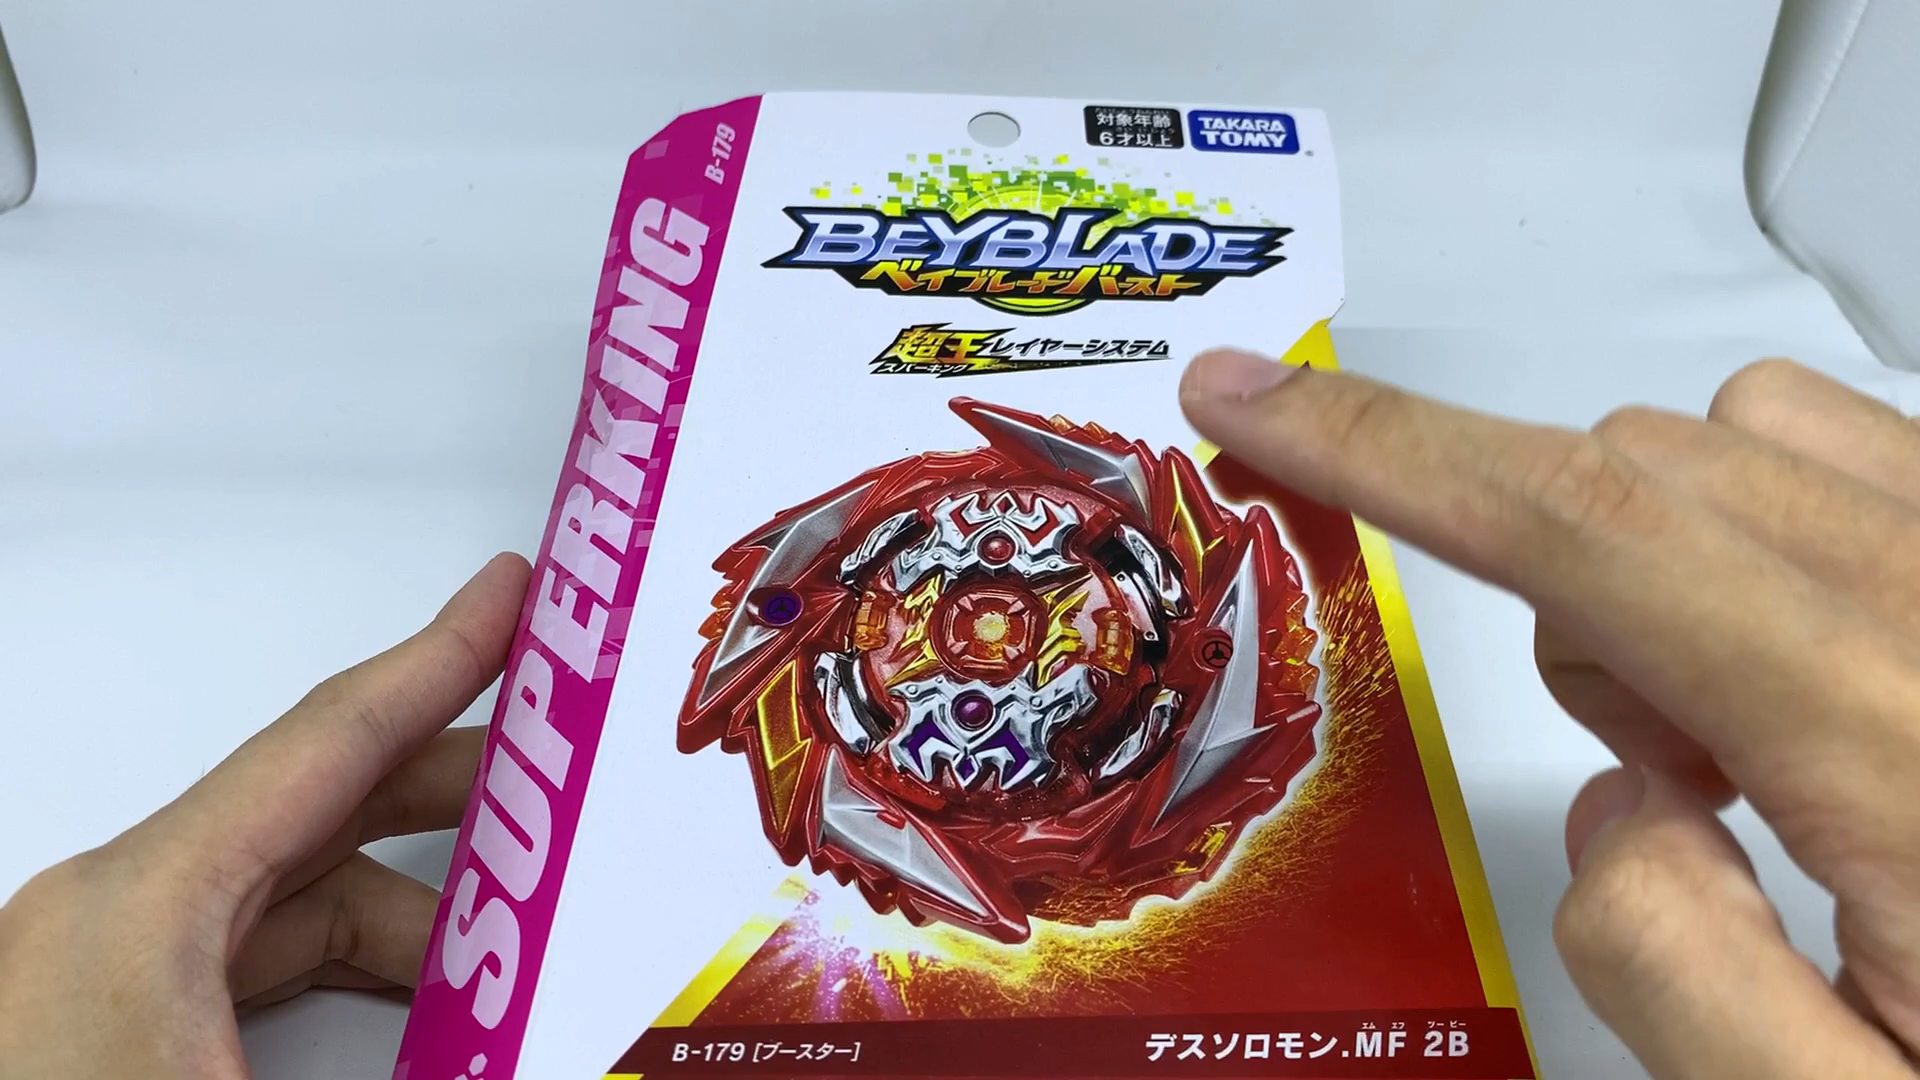 B-179
SUPERKING
対象年齢
6才以上
TAKARA
TOMY
BEYBLADE
ベイブレードバースト
超王レイヤーシステム
スパーキング
B-179 [ブースター]
エム エフ ツー ビー
デスソロモン.MF 2B